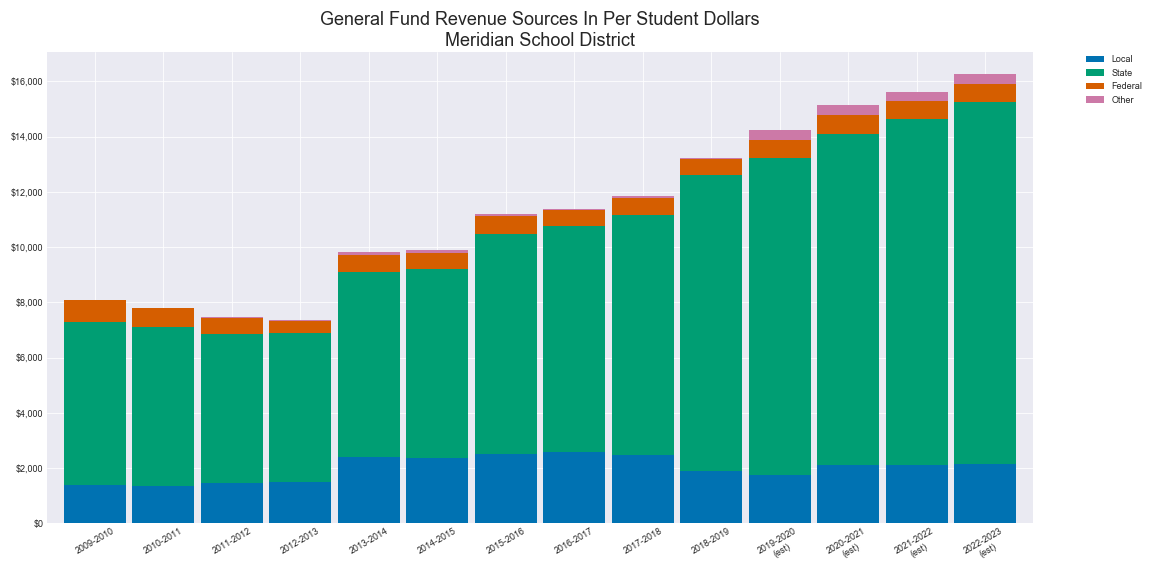 General Fund Revenue Sources In Per Student Dollars
Meridian School District
Local
State
Federal
Other
$16,000
$14,000
$12,000
$10,000
$8,000
$6,000
$4,000
$2,000
$0
2009-2010
2010-2011
2011-2012
2012-2013
2013-2014
2014-2015
2015-2016
2016-2017
2017-2018
2018-2019
2019-2020
(est)
2020-2021
(est)
2021-2022
(est)
2022-2023
(est)